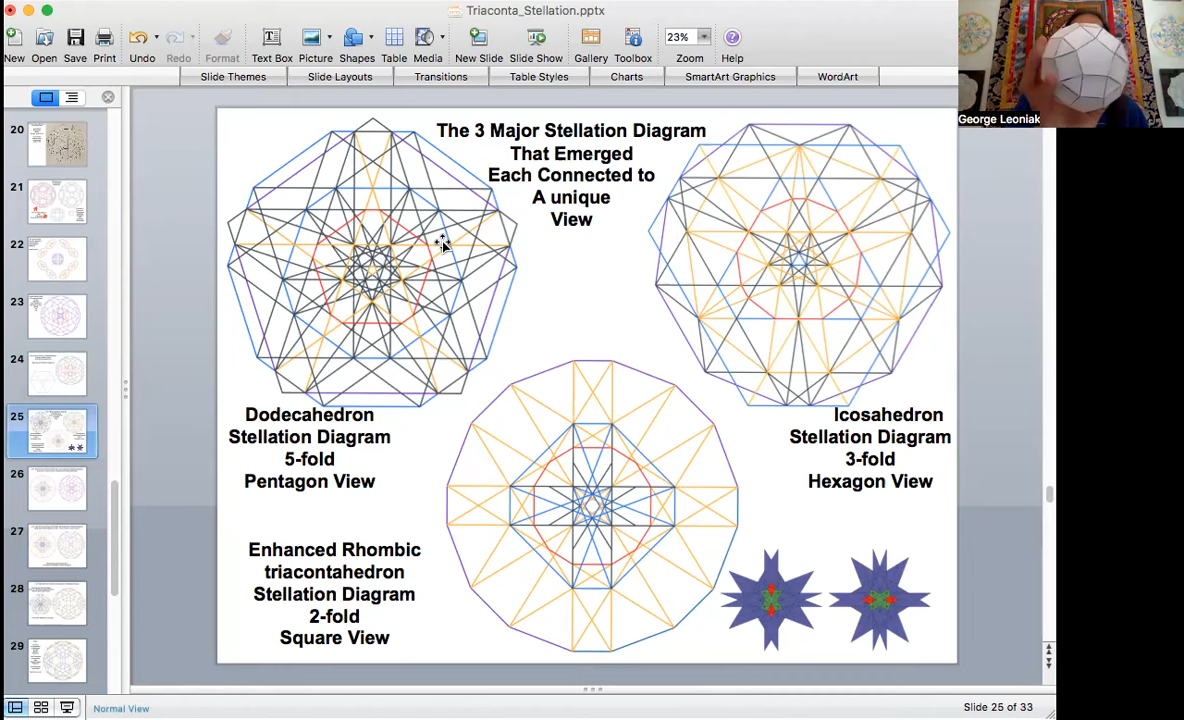 Triaconta_Stellation.pptx
New Open Save Print Undo Redo Format Text Box Picture Shapes Table Media New Slide Slide Show Gallery Toolbox 23% Zoom Help
Slide Themes Slide Layouts Transitions Table Styles Charts SmartArt Graphics WordArt
George Leoniak
20
21
22
23
24
25
26
27
28
29
The 3 Major Stellation Diagram
That Emerged
Each Connected to
A unique
View
Dodecahedron
Stellation Diagram
5-fold
Pentagon View
Icosahedron
Stellation Diagram
3-fold
Hexagon View
Enhanced Rhombic
triacontahedron
Stellation Diagram
2-fold
Square View
Normal View
Slide 25 of 33